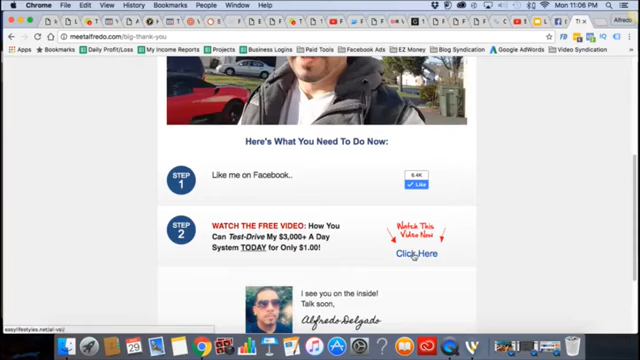 Chrome File Edit View History Bookmarks People Window Help
Mon 11:06 PM
Alfredo
meetalfredo.com/big-thank-you
Apps Bookmarks Daily Profit/Loss Most Visited Projects Business Logins Paid Tools Facebook Ads EZ Money Blog Syndication Google AdWords Blog Syndication
Here's What You Need To Do Now:
STEP
1
Like me on Facebook..
6.4K
Like
STEP
2
WATCH THE FREE VIDEO: How You
Can Test-Drive My $3,000+ A Day
System TODAY for Only $1.00!
Watch This
Video Now
Click Here
I see you on the inside!
Talk soon,
Alfredo Delgado